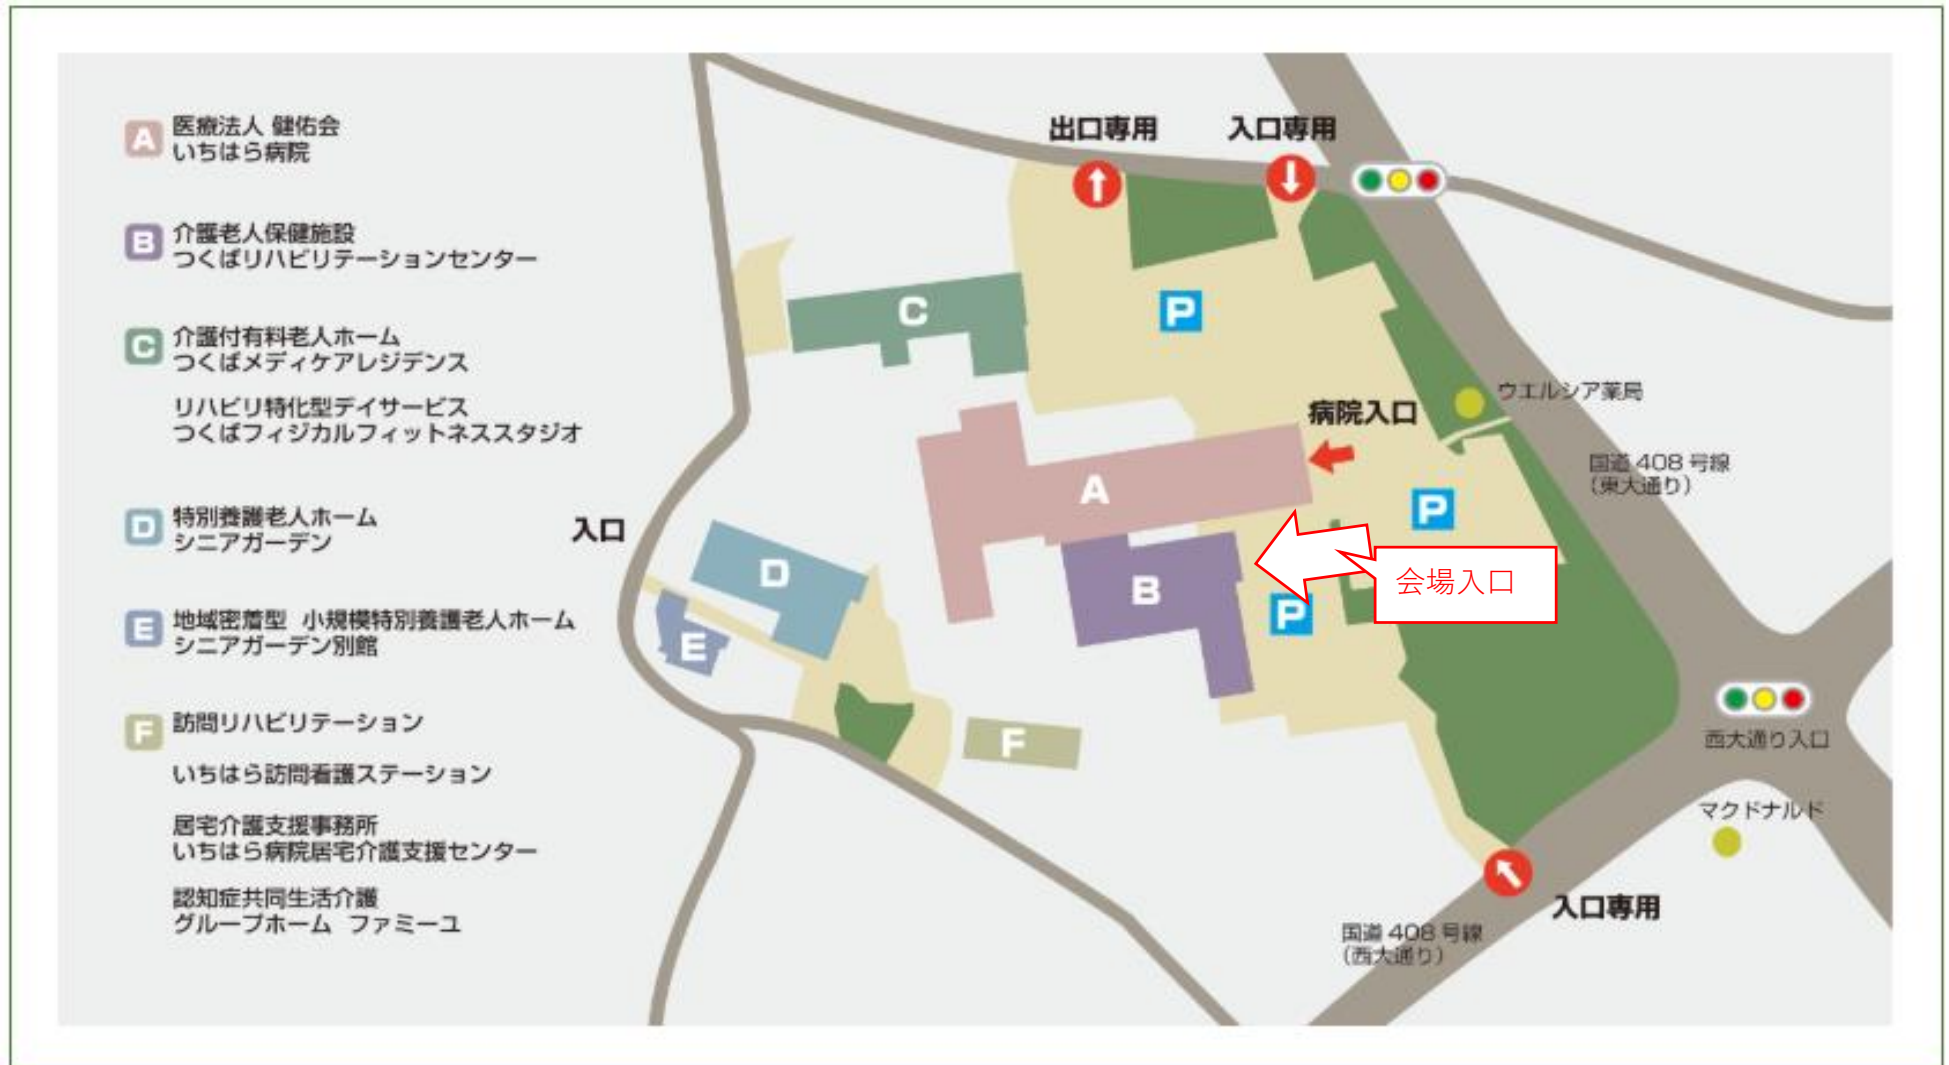 A
医療法人 健佑会
いちはら病院
B
介護老人保健施設
つくばリハビリテーションセンター
C
介護付有料老人ホーム
つくばメディケアレジデンス
リハビリ特化型デイサービス
つくばフィジカルフィットネススタジオ
D
特別養護老人ホーム
シニアガーデン
E
地域密着型 小規模特別養護老人ホーム
シニアガーデン別館
F
訪問リハビリテーション
いちはら訪問看護ステーション
居宅介護支援事務所
いちはら病院居宅介護支援センター
認知症共同生活介護
グループホーム ファミーユ
出口専用
入口専用
C
P
ウエルシア薬局
病院入口
国道 408 号線
(東大通り)
A
P
入口
D
B
会場入口
P
E
F
西大通り入口
マクドナルド
入口専用
国道 408 号線
(西大通り)